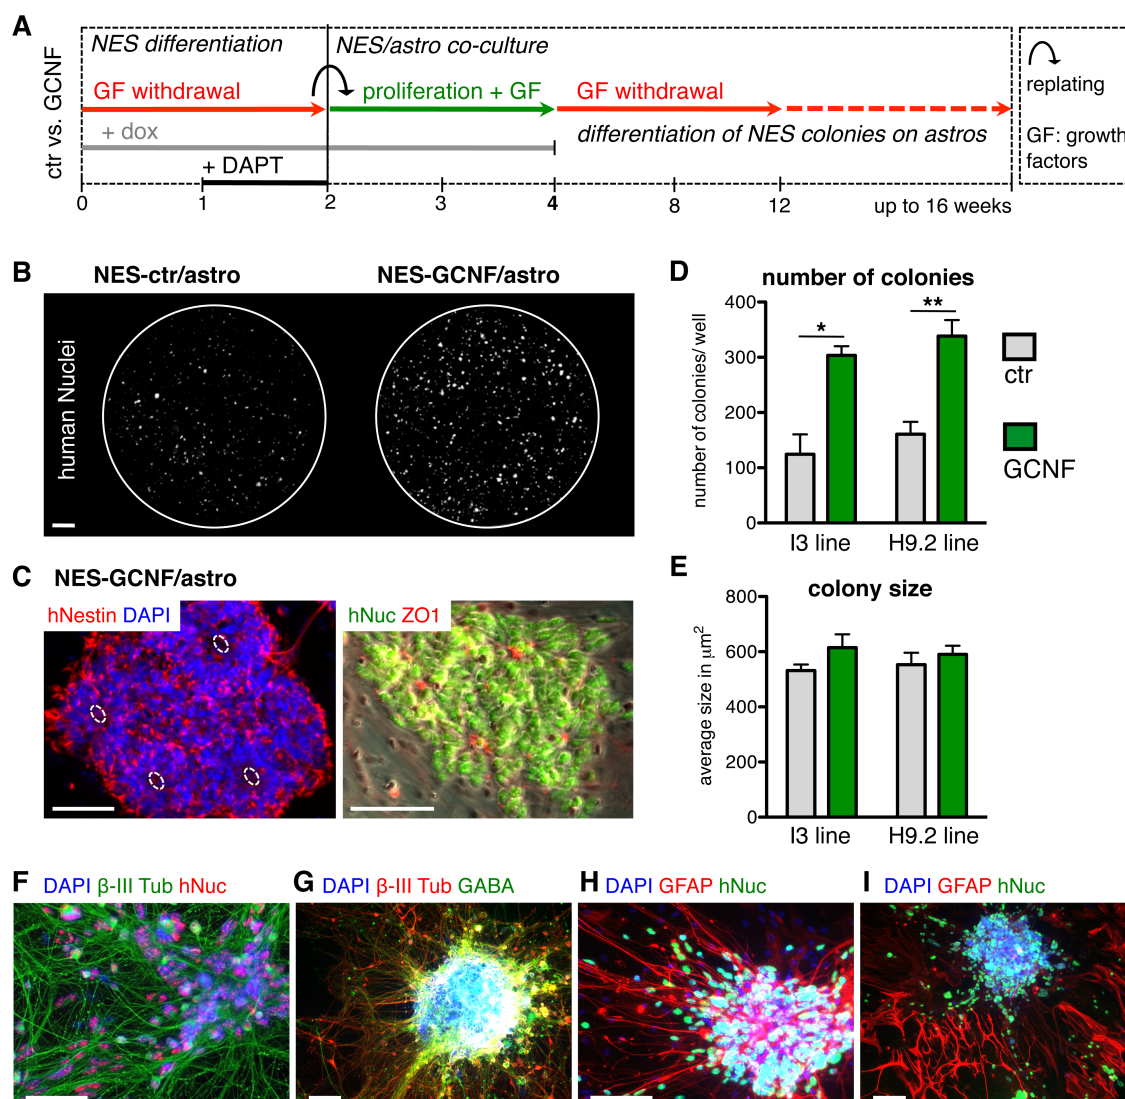 A
ctr vs. GCNF
NES differentiation
NES/astro co-culture
GF withdrawal
proliferation + GF
GF withdrawal
+ dox
differentiation of NES colonies on astros
+ DAPT
0 1 2 3 4 8 12 up to 16 weeks
replating
GF: growth
factors
B
NES-ctr/astro
NES-GCNF/astro
human Nuclei
C
NES-GCNF/astro
hNestin DAPI
hNuc ZO1
D
number of colonies
number of colonies/ well
400
300
200
100
0
*
**
I3 line
H9.2 line
ctr
GCNF
E
colony size
average size in μm²
800
600
400
200
0
I3 line
H9.2 line
F
DAPI β-III Tub hNuc
G
DAPI β-III Tub GABA
H
DAPI GFAP hNuc
I
DAPI GFAP hNuc